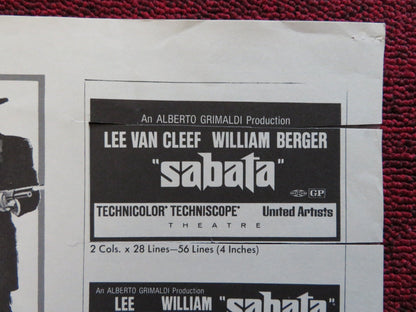 An ALBERTO GRIMALDI Production
LEE VAN CLEEF WILLIAM BERGER
"sabata"
GP
TECHNICOLOR® TECHNISCOPE® United Artists
THEATRE
2 Cols. x 28 Lines—56 Lines (4 Inches)
An ALBERTO GRIMALDI Production
LEE WILLIAM "sabata"